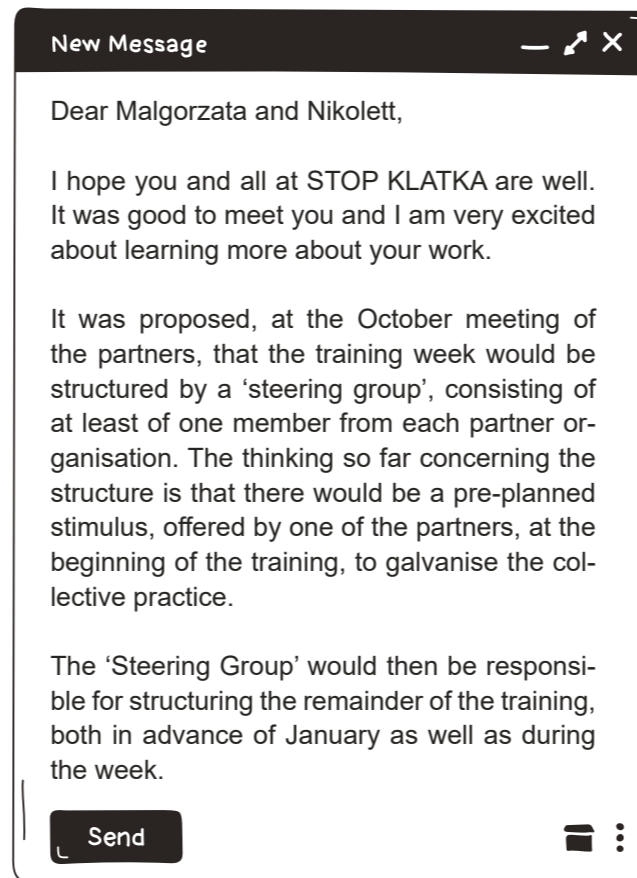 New Message
Dear Malgorzata and Nikolett,
I hope you and all at STOP KLATKA are well.
It was good to meet you and I am very excited
about learning more about your work.
It was proposed, at the October meeting of
the partners, that the training week would be
structured by a ‘steering group’, consisting of
at least of one member from each partner or-
ganisation. The thinking so far concerning the
structure is that there would be a pre-planned
stimulus, offered by one of the partners, at the
beginning of the training, to galvanise the col-
lective practice.
The ‘Steering Group’ would then be responsi-
ble for structuring the remainder of the training,
both in advance of January as well as during
the week.
Send